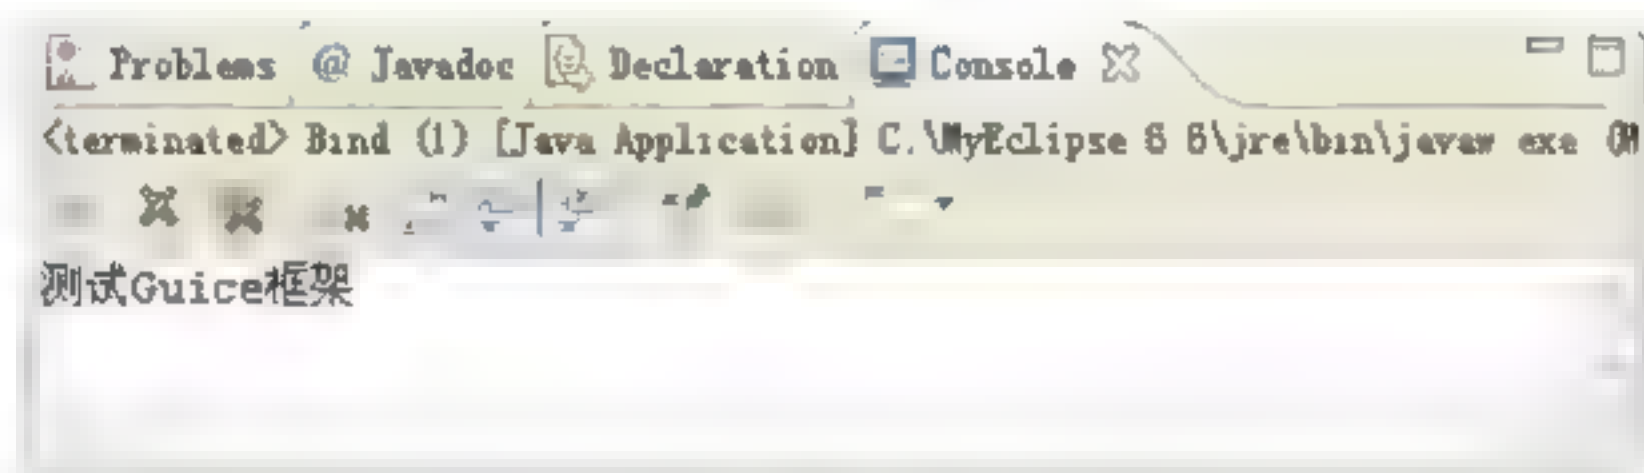 Problems @ Javadoc Declaration Console
<terminated> Bind (1) [Java Application] C:\MyEclipse 6 6\jre\bin\javaw exe
测试Guice框架